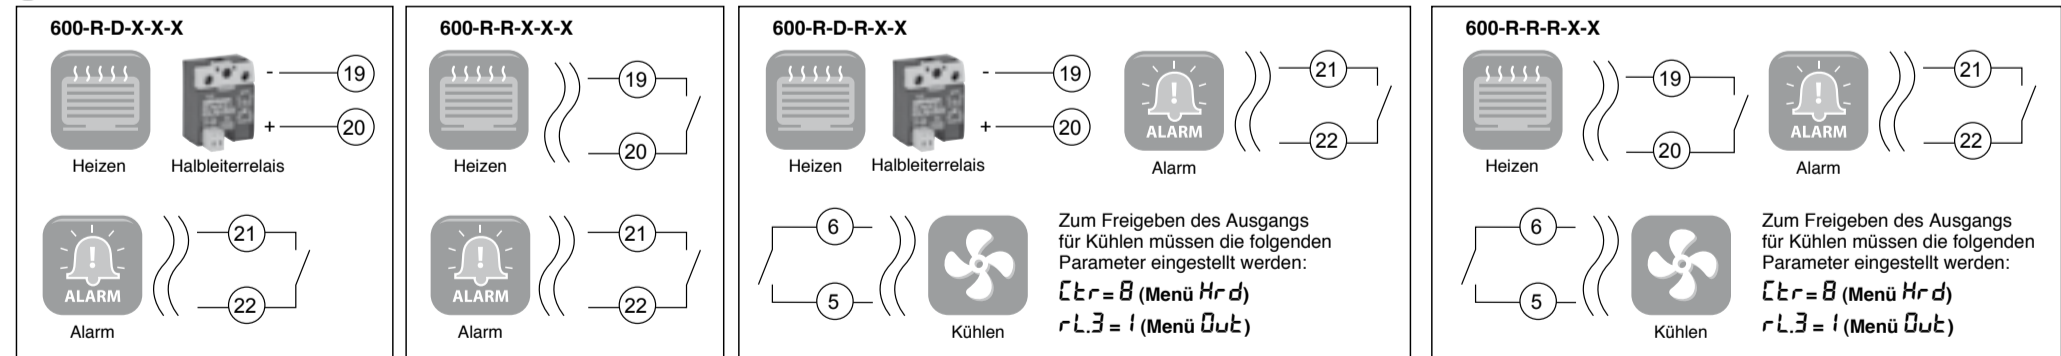 600-R-D-X-X-X
- 19
+ 20
Heizen Halbleiterrelais
21
ALARM
22
Alarm
600-R-R-X-X-X
19
20
Heizen
21
ALARM
22
Alarm
600-R-D-R-X-X
- 19
+ 20
Heizen Halbleiterrelais
21
ALARM
22
Alarm
6
5
Kühlen
Zum Freigeben des Ausgangs
für Kühlen müssen die folgenden
Parameter eingestellt werden:
Ctr = 8 (Menü Hrd)
rL.3 = 1 (Menü Out)
600-R-R-R-X-X
19
20
Heizen
21
ALARM
22
Alarm
6
5
Kühlen
Zum Freigeben des Ausgangs
für Kühlen müssen die folgenden
Parameter eingestellt werden:
Ctr = 8 (Menü Hrd)
rL.3 = 1 (Menü Out)